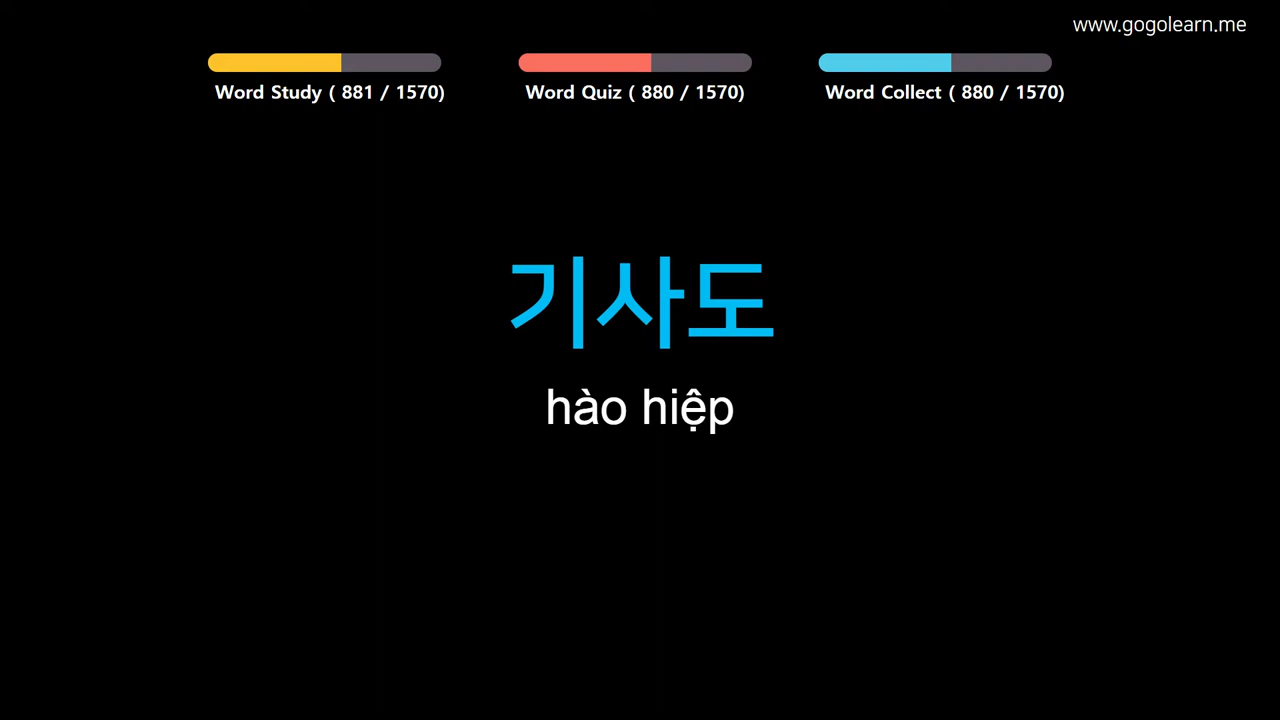 www.gogolearn.me
Word Study ( 881 / 1570)
Word Quiz ( 880 / 1570)
Word Collect ( 880 / 1570)
기사도
hào hiệp